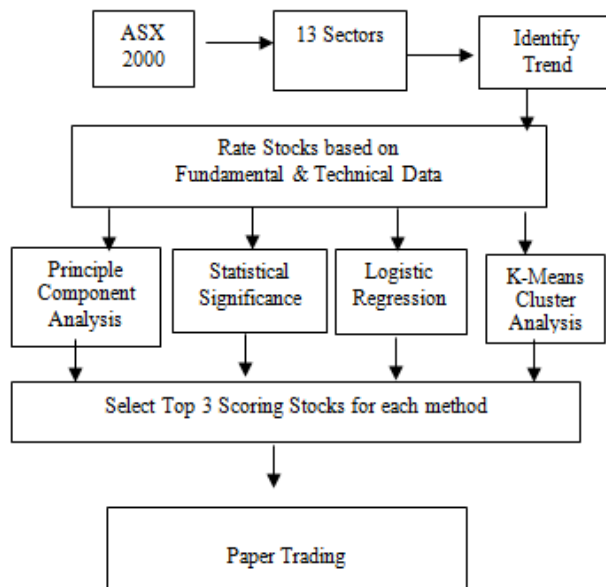 ASX
2000
13 Sectors
Identify
Trend
Rate Stocks based on
Fundamental & Technical Data
Principle
Component
Analysis
Statistical
Significance
Logistic
Regression
K-Means
Cluster
Analysis
Select Top 3 Scoring Stocks for each method
Paper Trading